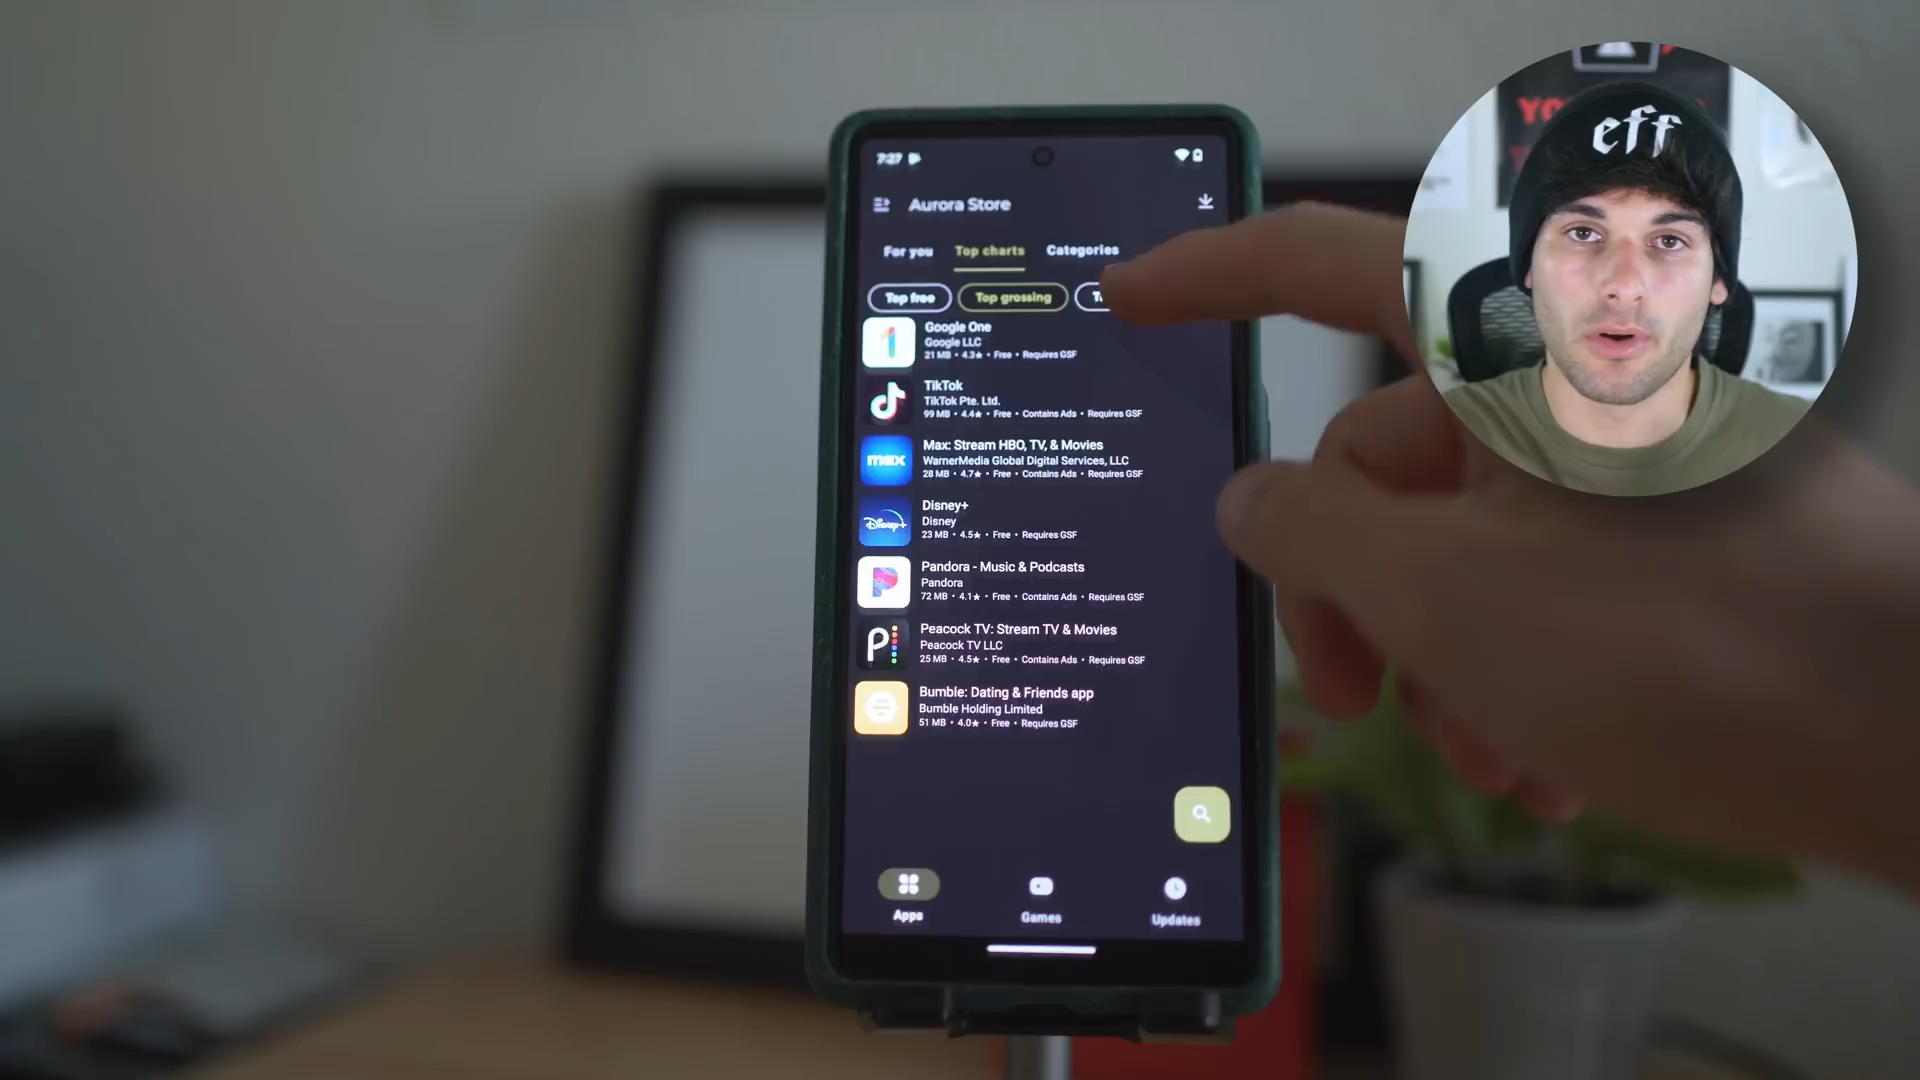 7:27
Aurora Store
For you
Top charts
Categories
Top free
Top grossing
Google One
Google LLC
21 MB • 4.3★ • Free • Requires GSF
TikTok
TikTok Pte. Ltd.
99 MB • 4.4★ • Free • Contains Ads • Requires GSF
max
Max: Stream HBO, TV, & Movies
WarnerMedia Global Digital Services, LLC
28 MB • 4.7★ • Free • Contains Ads • Requires GSF
Disney+
Disney+
Disney
23 MB • 4.5★ • Free • Requires GSF
Pandora - Music & Podcasts
Pandora
72 MB • 4.1★ • Free • Contains Ads • Requires GSF
Peacock TV: Stream TV & Movies
Peacock TV LLC
25 MB • 4.5★ • Free • Contains Ads • Requires GSF
Bumble: Dating & Friends app
Bumble Holding Limited
51 MB • 4.0★ • Free • Requires GSF
Apps
Games
Updates
eff